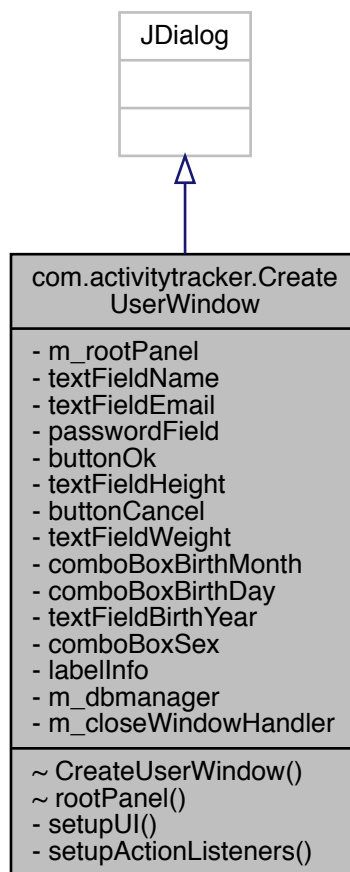 JDialog
com.activitytracker.Create
UserWindow
- m_rootPanel
- textFieldName
- textFieldEmail
- passwordField
- buttonOk
- textFieldHeight
- buttonCancel
- textFieldWeight
- comboBoxBirthMonth
- comboBoxBirthDay
- textFieldBirthYear
- comboBoxSex
- labelInfo
- m_dbmanager
- m_closeWindowHandler
~ CreateUserWindow()
~ rootPanel()
- setupUI()
- setupActionListeners()